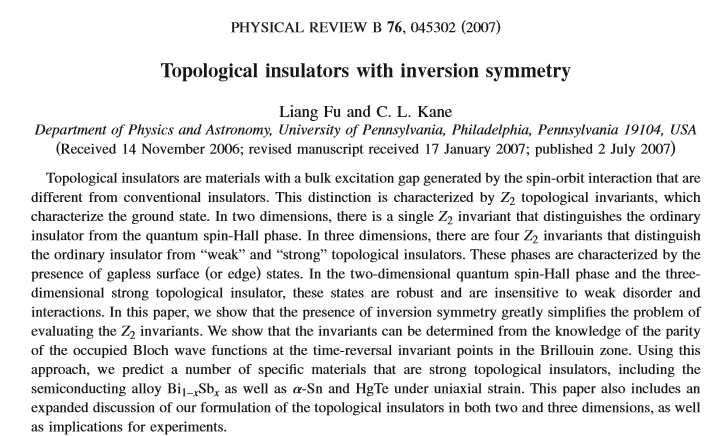 PHYSICAL REVIEW B 76, 045302 (2007)
Topological insulators with inversion symmetry
Liang Fu and C. L. Kane
Department of Physics and Astronomy, University of Pennsylvania, Philadelphia, Pennsylvania 19104, USA
(Received 14 November 2006; revised manuscript received 17 January 2007; published 2 July 2007)
Topological insulators are materials with a bulk excitation gap generated by the spin-orbit interaction that are
different from conventional insulators. This distinction is characterized by Z₂ topological invariants, which
characterize the ground state. In two dimensions, there is a single Z₂ invariant that distinguishes the ordinary
insulator from the quantum spin-Hall phase. In three dimensions, there are four Z₂ invariants that distinguish
the ordinary insulator from “weak” and “strong” topological insulators. These phases are characterized by the
presence of gapless surface (or edge) states. In the two-dimensional quantum spin-Hall phase and the three-
dimensional strong topological insulator, these states are robust and are insensitive to weak disorder and
interactions. In this paper, we show that the presence of inversion symmetry greatly simplifies the problem of
evaluating the Z₂ invariants. We show that the invariants can be determined from the knowledge of the parity
of the occupied Bloch wave functions at the time-reversal invariant points in the Brillouin zone. Using this
approach, we predict a number of specific materials that are strong topological insulators, including the
semiconducting alloy Bi₁₋ₓSbₓ as well as α-Sn and HgTe under uniaxial strain. This paper also includes an
expanded discussion of our formulation of the topological insulators in both two and three dimensions, as well
as implications for experiments.